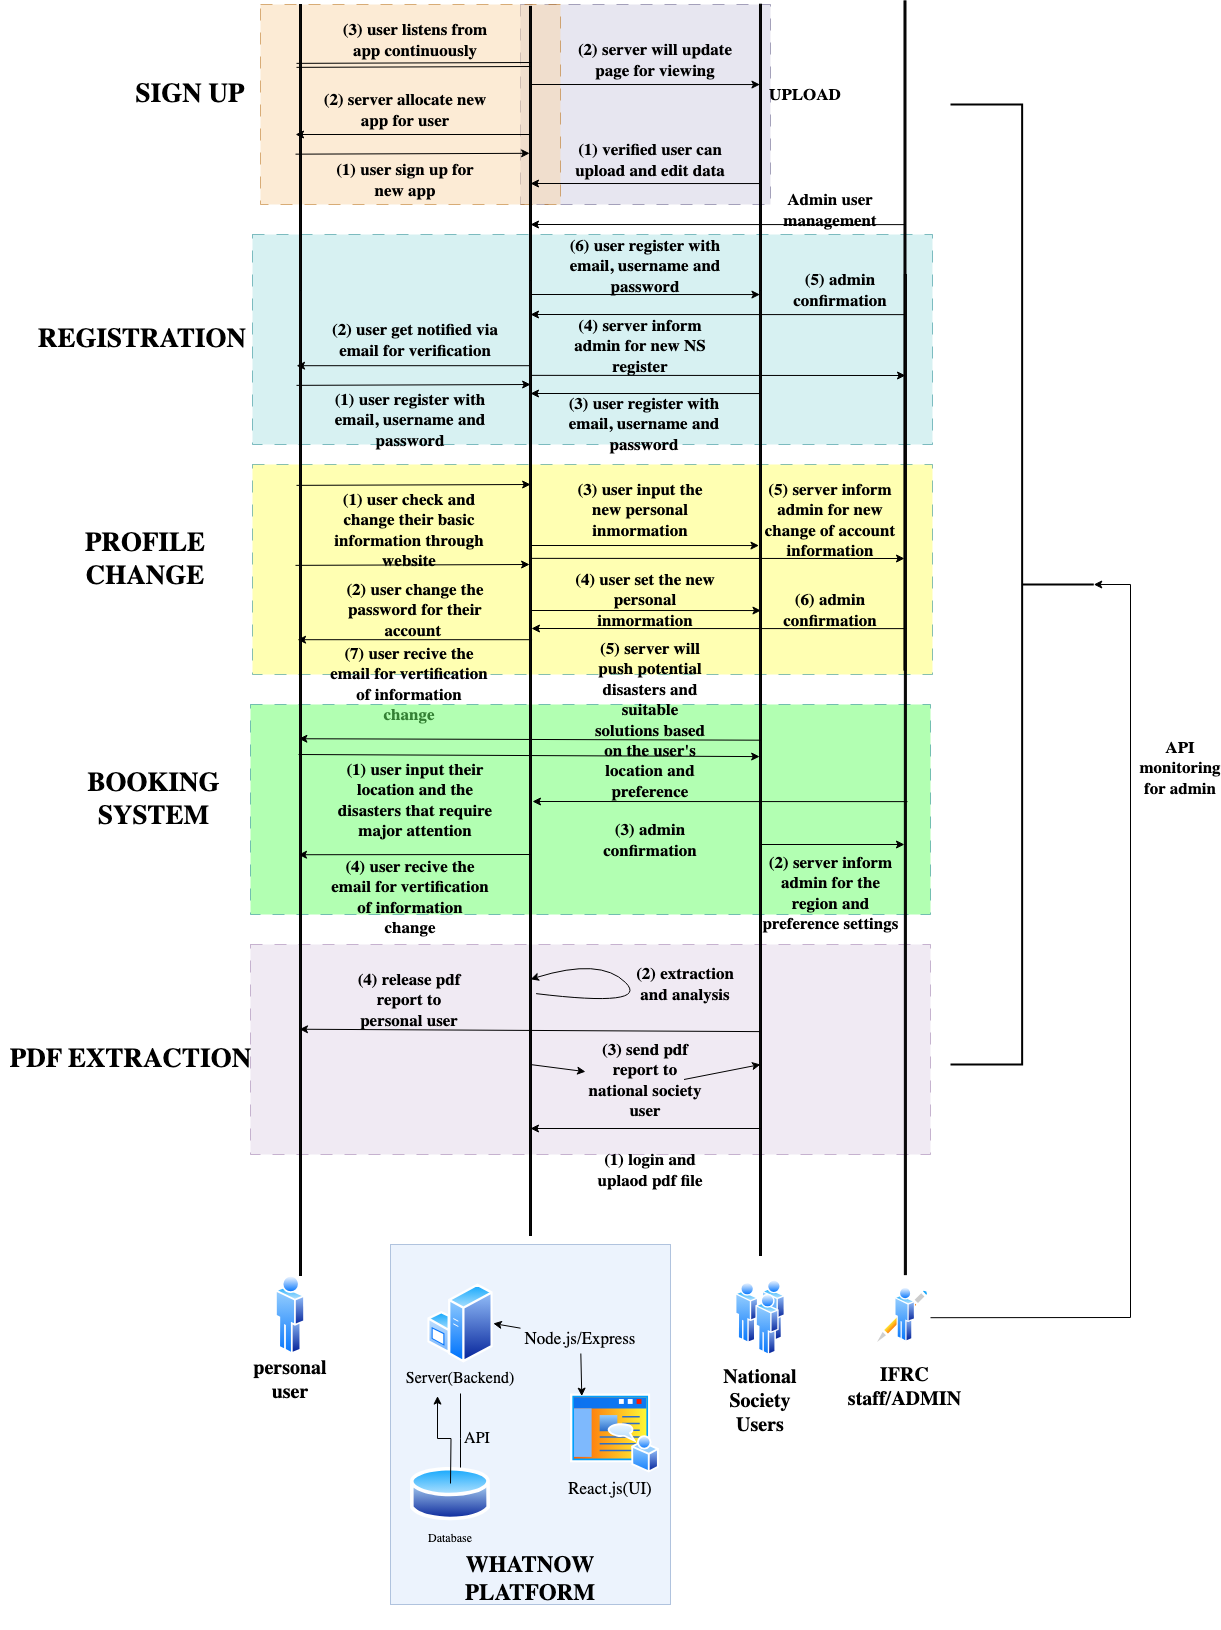 (3) user listens from
app continuously
(2) server will update
page for viewing
SIGN UP
UPLOAD
(2) server allocate new
app for user
(1) verified user can
upload and edit data
(1) user sign up for
new app
Admin user
management
(6) user register with
email, username and
password
(5) admin
confirmation
REGISTRATION
(2) user get notified via
email for verification
(4) server inform
admin for new NS
register
(1) user register with
email, username and
password
(3) user register with
email, username and
password
PROFILE
CHANGE
(1) user check and
change their basic
information through
website
(3) user input the
new personal
inmormation
(5) server inform
admin for new
change of account
information
(2) user change the
password for their
account
(4) user set the new
personal
inmormation
(6) admin
confirmation
(7) user recive the
email for vertification
of information
change
(5) server will
push potential
disasters and
suitable
solutions based
on the user's
location and
preference
BOOKING
SYSTEM
(1) user input their
location and the
disasters that require
major attention
(3) admin
confirmation
(4) user recive the
email for vertification
of information
change
(2) server inform
admin for the
region and
preference settings
API
monitoring
for admin
PDF EXTRACTION
(4) release pdf
report to
personal user
(2) extraction
and analysis
(3) send pdf
report to
national society
user
(1) login and
uplaod pdf file
personal
user
Node.js/Express
Server(Backend)
API
React.js(UI)
Database
WHATNOW
PLATFORM
National
Society
Users
IFRC
staff/ADMIN